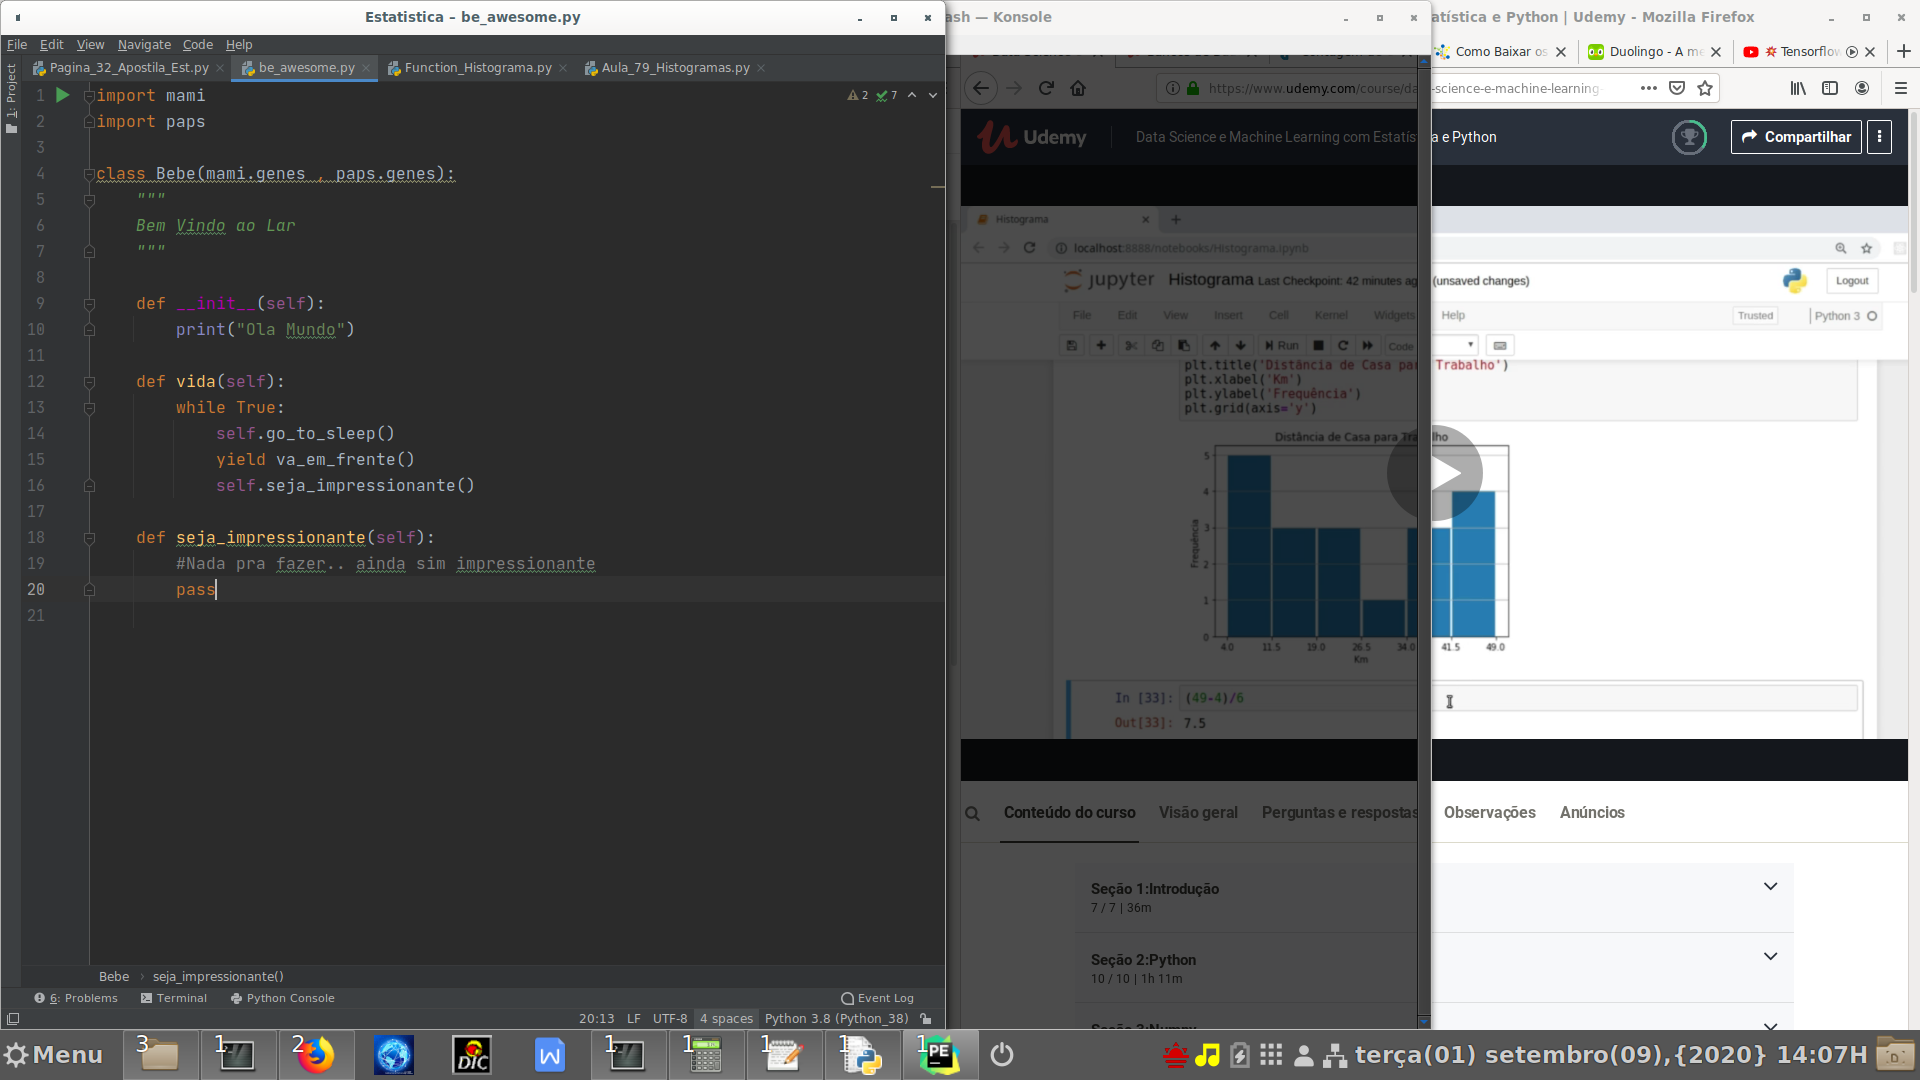 Estatistica – be_awesome.py
File Edit View Navigate Code Help
1: Project
Pagina_32_Apostila_Est.py
be_awesome.py
Function_Histograma.py
Aula_79_Histogramas.py
2 7
1 import mami
2 import paps
3
4 class Bebe(mami.genes , paps.genes):
5 """
6 Bem Vindo ao Lar
7 """
8
9 def __init__(self):
10 print("Ola Mundo")
11
12 def vida(self):
13 while True:
14 self.go_to_sleep()
15 yield va_em_frente()
16 self.seja_impressionante()
17
18 def seja_impressionante(self):
19 #Nada pra fazer.. ainda sim impressionante
20 pass
21
Bebe › seja_impressionante()
6: Problems Terminal Python Console Event Log
20:13 LF UTF-8 4 spaces Python 3.8 (Python_38)
ash — Konsole
atística e Python | Udemy - Mozilla Firefox
Como Baixar os
Duolingo - A me
Tensorflow
https://www.udemy.com/course/da -science-e-machine-learning-
Udemy
Data Science e Machine Learning com Estatís a e Python
Compartilhar
Histograma
localhost:8888/notebooks/Histograma.ipynb
jupyter Histograma Last Checkpoint: 42 minutes ag (unsaved changes)
Logout
File Edit View Insert Cell Kernel Widgets Help
Trusted | Python 3
Run Code
plt.title('Distância de Casa par Trabalho')
plt.xlabel('Km')
plt.ylabel('Frequência')
plt.grid(axis='y')
Distância de Casa para Tra lho
Frequência
5
4
3
2
1
0
4.0 11.5 19.0 26.5 34.0 41.5 49.0
Km
In [33]: (49-4)/6
Out[33]: 7.5
Conteúdo do curso Visão geral Perguntas e respostas Observações Anúncios
Seção 1:Introdução
7 / 7 | 36m
Seção 2:Python
10 / 10 | 1h 11m
Menu
3 1 2 DIC W 1 1 1 1 1 PE
terça(01) setembro(09),{2020} 14:07H
D